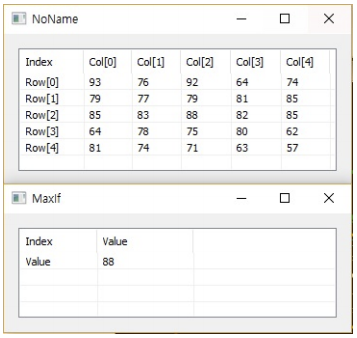 NoName
Index Col[0] Col[1] Col[2] Col[3] Col[4]
Row[0] 93 76 92 64 74
Row[1] 79 77 79 81 85
Row[2] 85 83 88 82 85
Row[3] 64 78 75 80 62
Row[4] 81 74 71 63 57
MaxIf
Index Value
Value 88